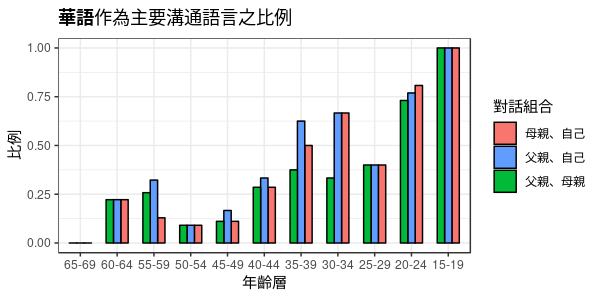 華語作為主要溝通語言之比例
1.00
0.75
0.50
0.25
0.00
比例
65-69 60-64 55-59 50-54 45-49 40-44 35-39 30-34 25-29 20-24 15-19
年齡層
對話組合
母親、自己
父親、自己
父親、母親